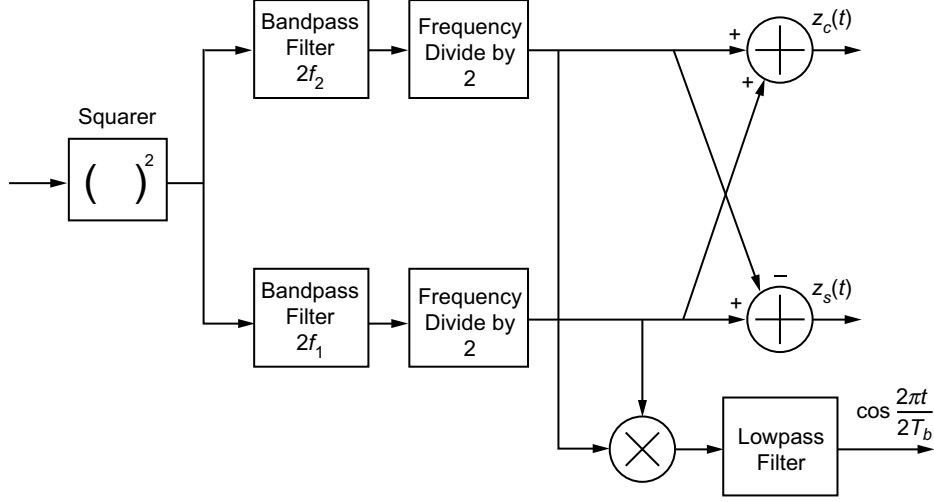 Bandpass
Filter
2f₂
Frequency
Divide by
2
+
+
z_c(t)
Squarer
( )²
Bandpass
Filter
2f₁
Frequency
Divide by
2
−
+
z_s(t)
Lowpass
Filter
cos 2πt/2T_b